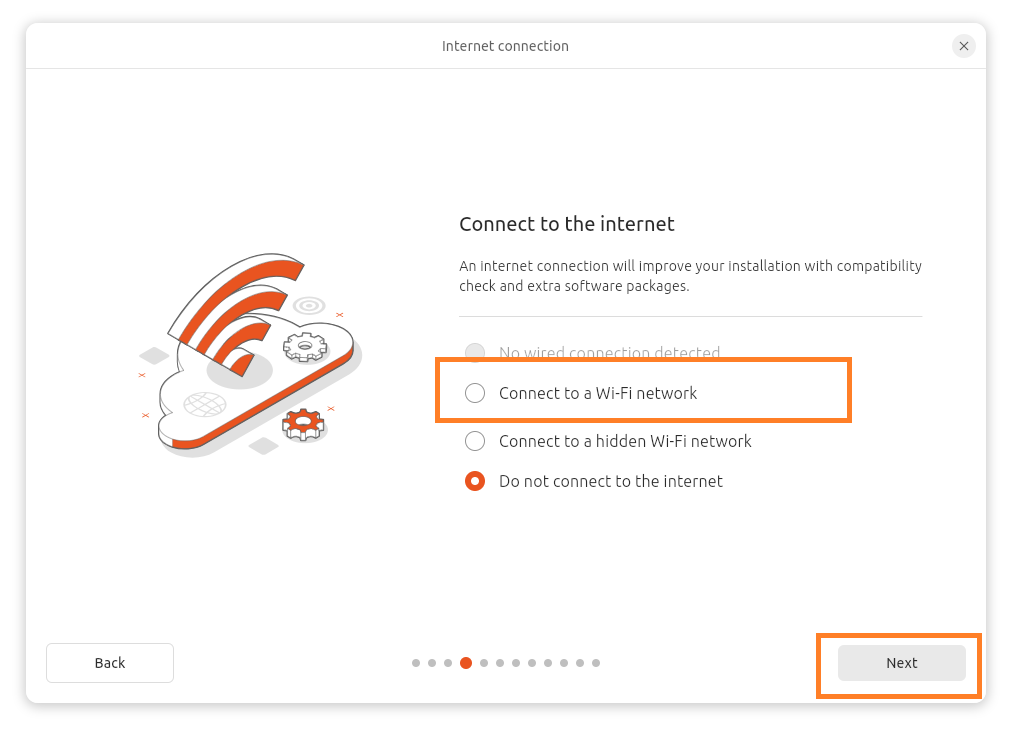 Internet connection
Connect to the internet
An internet connection will improve your installation with compatibility
check and extra software packages.
No wired connection detected
Connect to a Wi-Fi network
Connect to a hidden Wi-Fi network
Do not connect to the internet
Back
Next